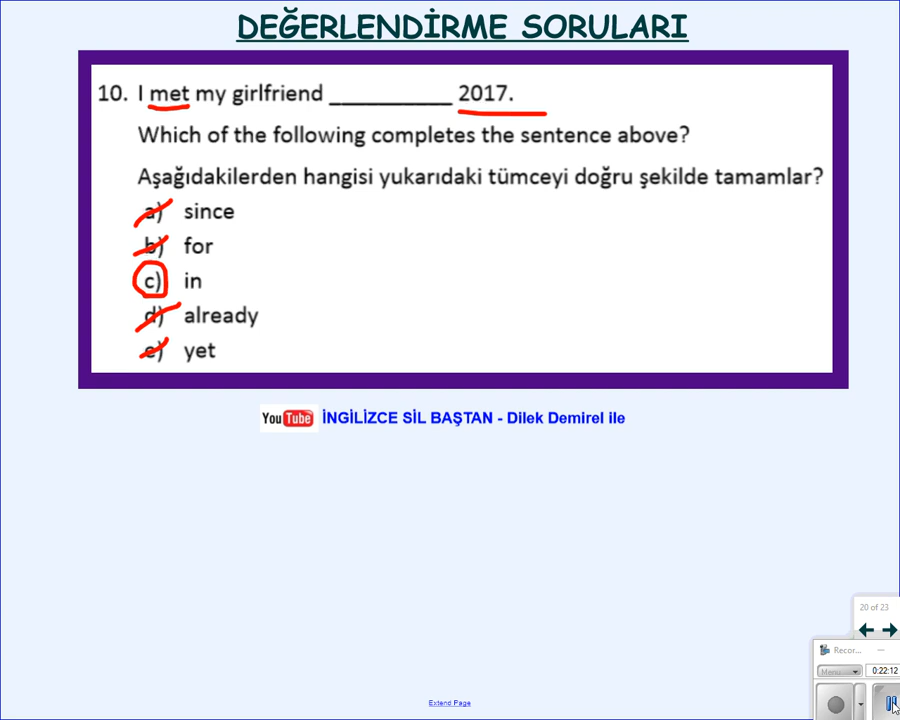 DEĞERLENDİRME SORULARI
10. I met my girlfriend __________ 2017.
Which of the following completes the sentence above?
Aşağıdakilerden hangisi yukarıdaki tümceyi doğru şekilde tamamlar?
a) since
b) for
c) in
d) already
e) yet
YouTube İNGİLİZCE SİL BAŞTAN - Dilek Demirel ile
20 of 23
Recor...
Menu 0:22:12
Extend Page